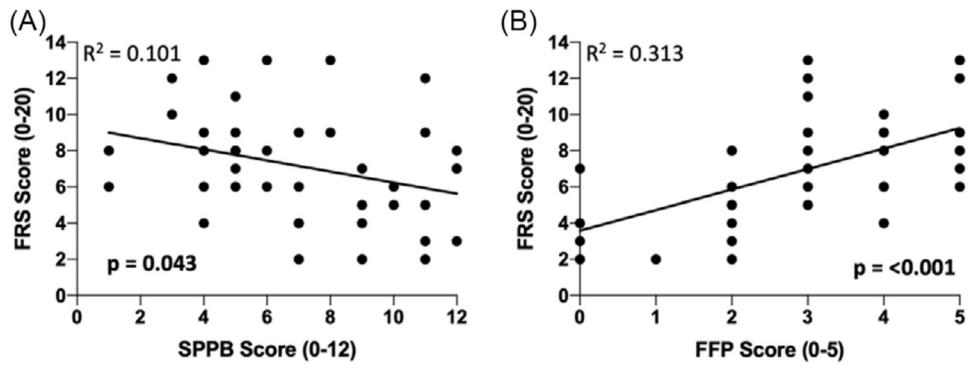 (A)
R² = 0.101
FRS Score (0-20)
14
12
10
8
6
4
2
0
p = 0.043
0 2 4 6 8 10 12
SPPB Score (0-12)
(B)
R² = 0.313
FRS Score (0-20)
14
12
10
8
6
4
2
0
p = <0.001
0 1 2 3 4 5
FFP Score (0-5)